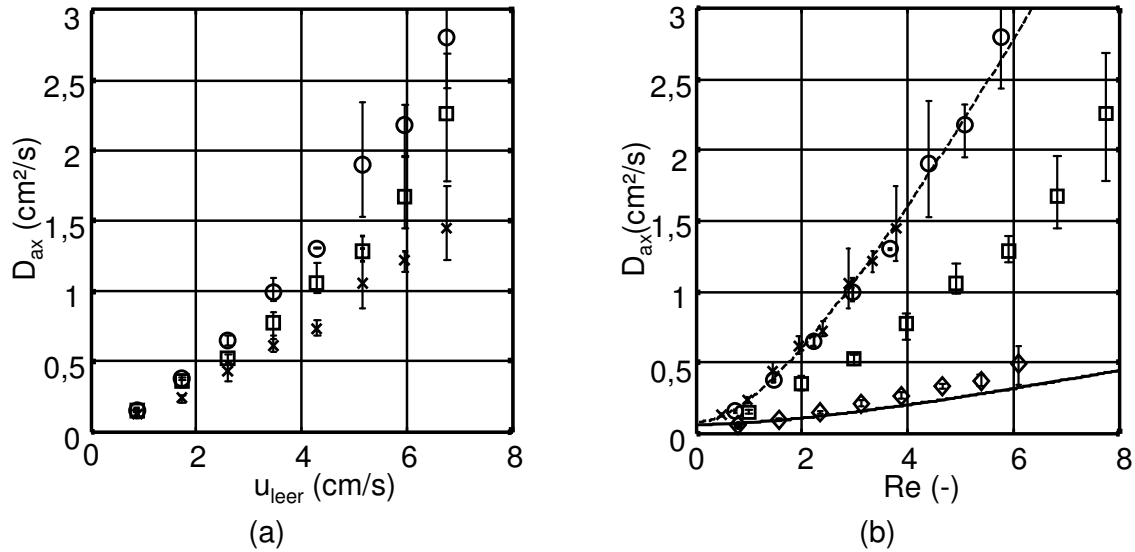 3
2,5
2
1,5
1
0,5
0
0 2 4 6 8
D_ax (cm²/s)
u_leer (cm/s)
(a)
3
2,5
2
1,5
1
0,5
0
0 2 4 6 8
D_ax(cm²/s)
Re (-)
(b)